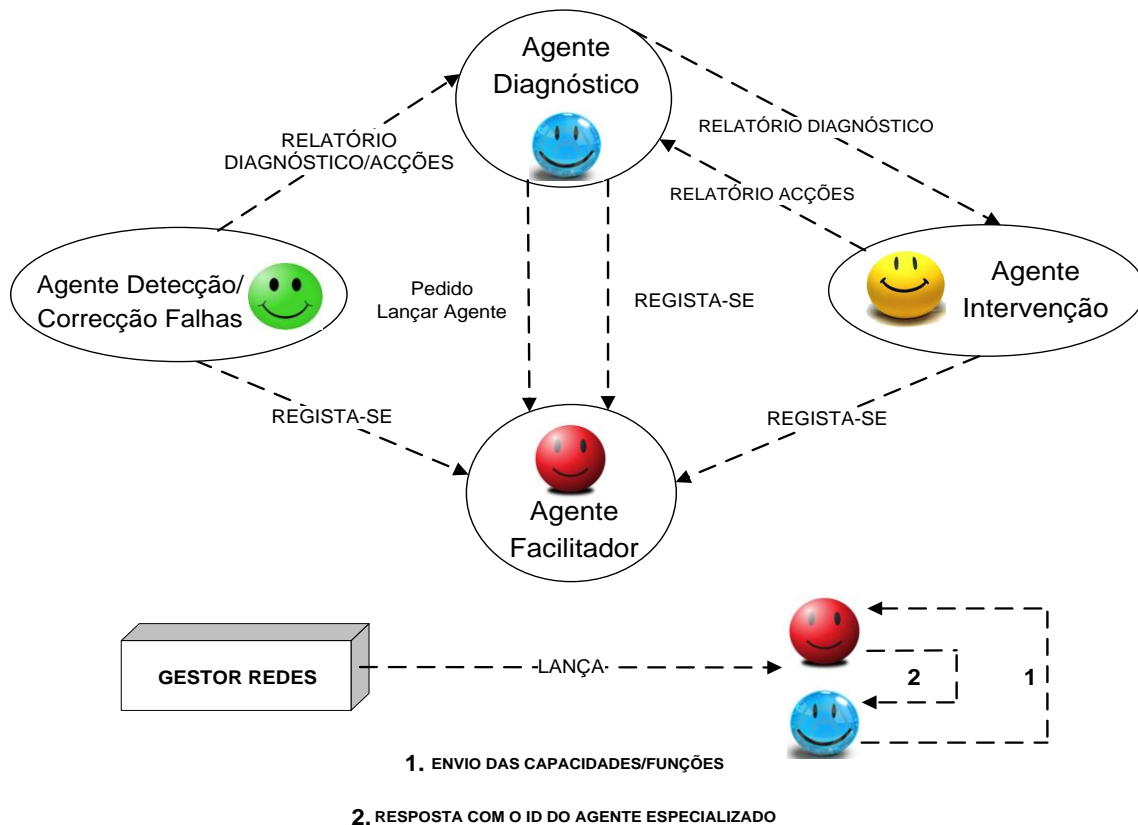 Agente
Diagnóstico
RELATÓRIO
DIAGNÓSTICO/ACÇÕES
RELATÓRIO DIAGNÓSTICO
RELATÓRIO ACÇÕES
Agente Detecção/
Correcção Falhas
Pedido
Lançar Agente
REGISTA-SE
Agente
Intervenção
REGISTA-SE
REGISTA-SE
Agente
Facilitador
GESTOR REDES
LANÇA
2
1
1. ENVIO DAS CAPACIDADES/FUNÇÕES
2. RESPOSTA COM O ID DO AGENTE ESPECIALIZADO